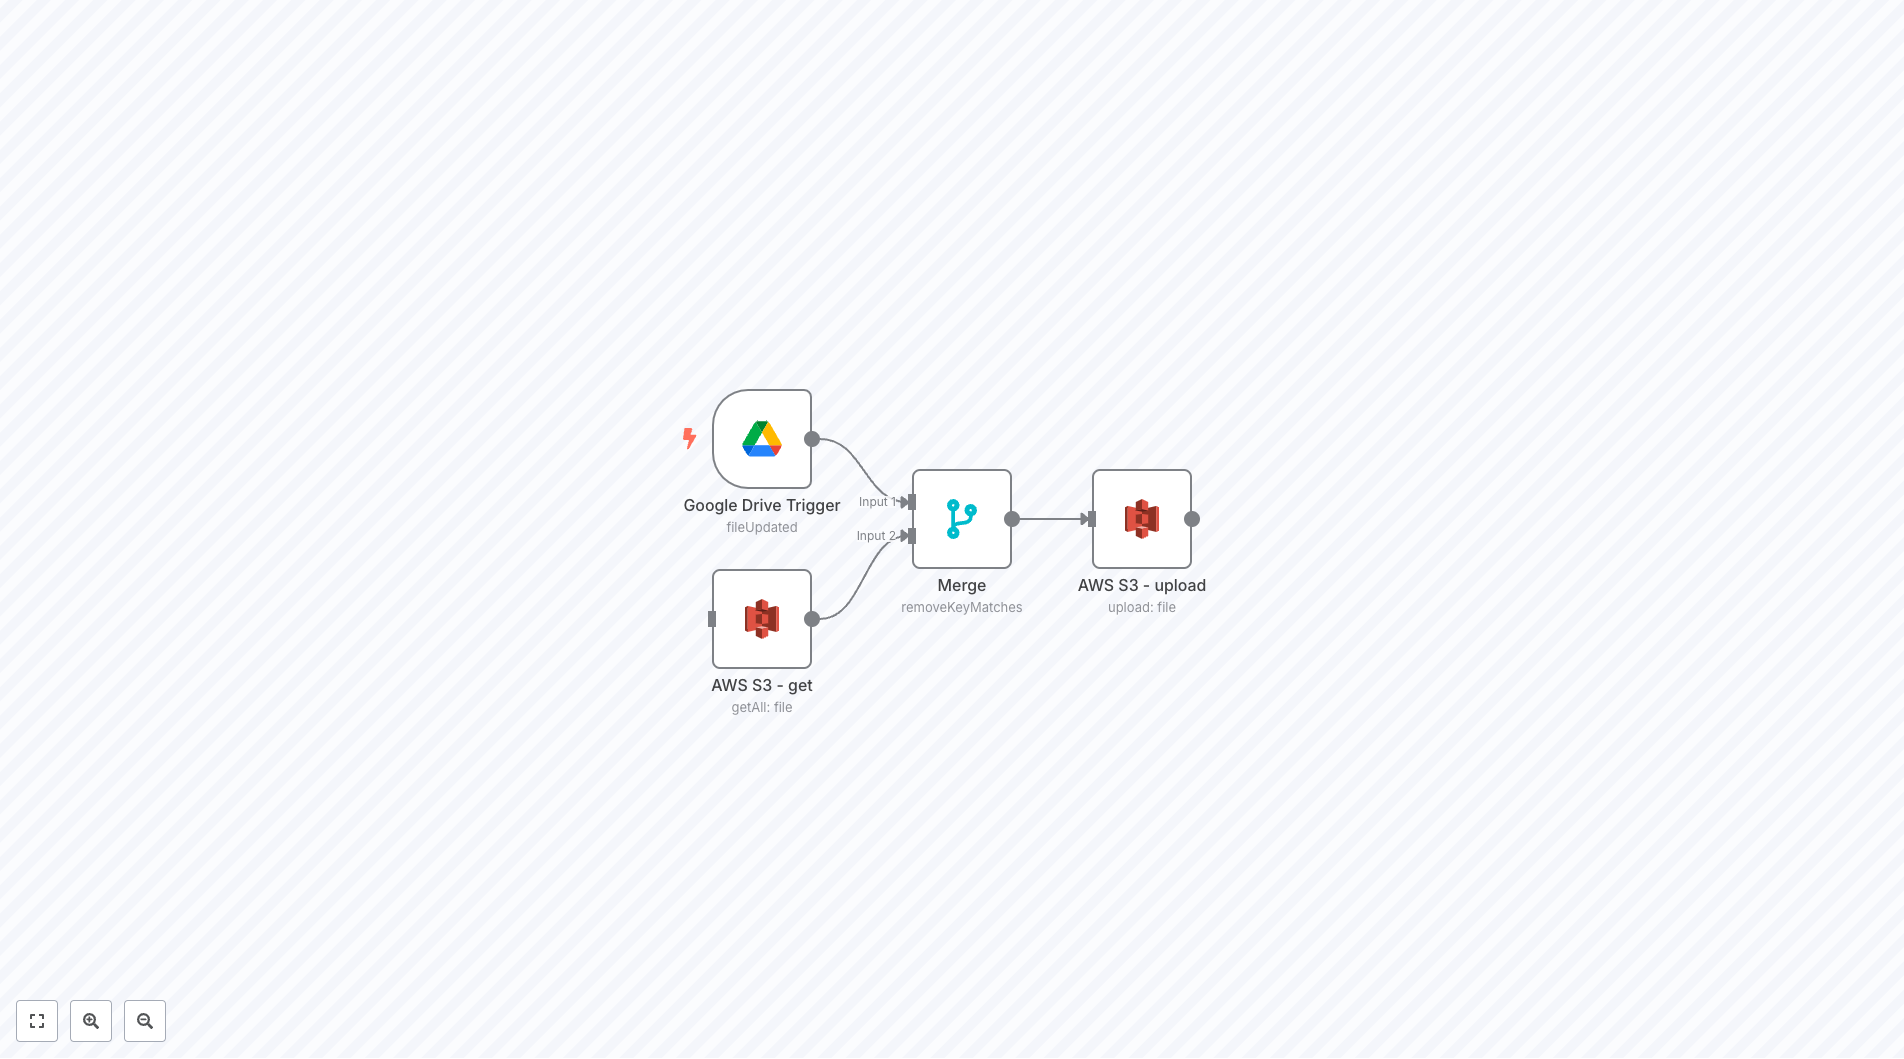 Google Drive Trigger
fileUpdated
Input 1
Input 2
Merge
removeKeyMatches
AWS S3 - upload
upload: file
AWS S3 - get
getAll: file